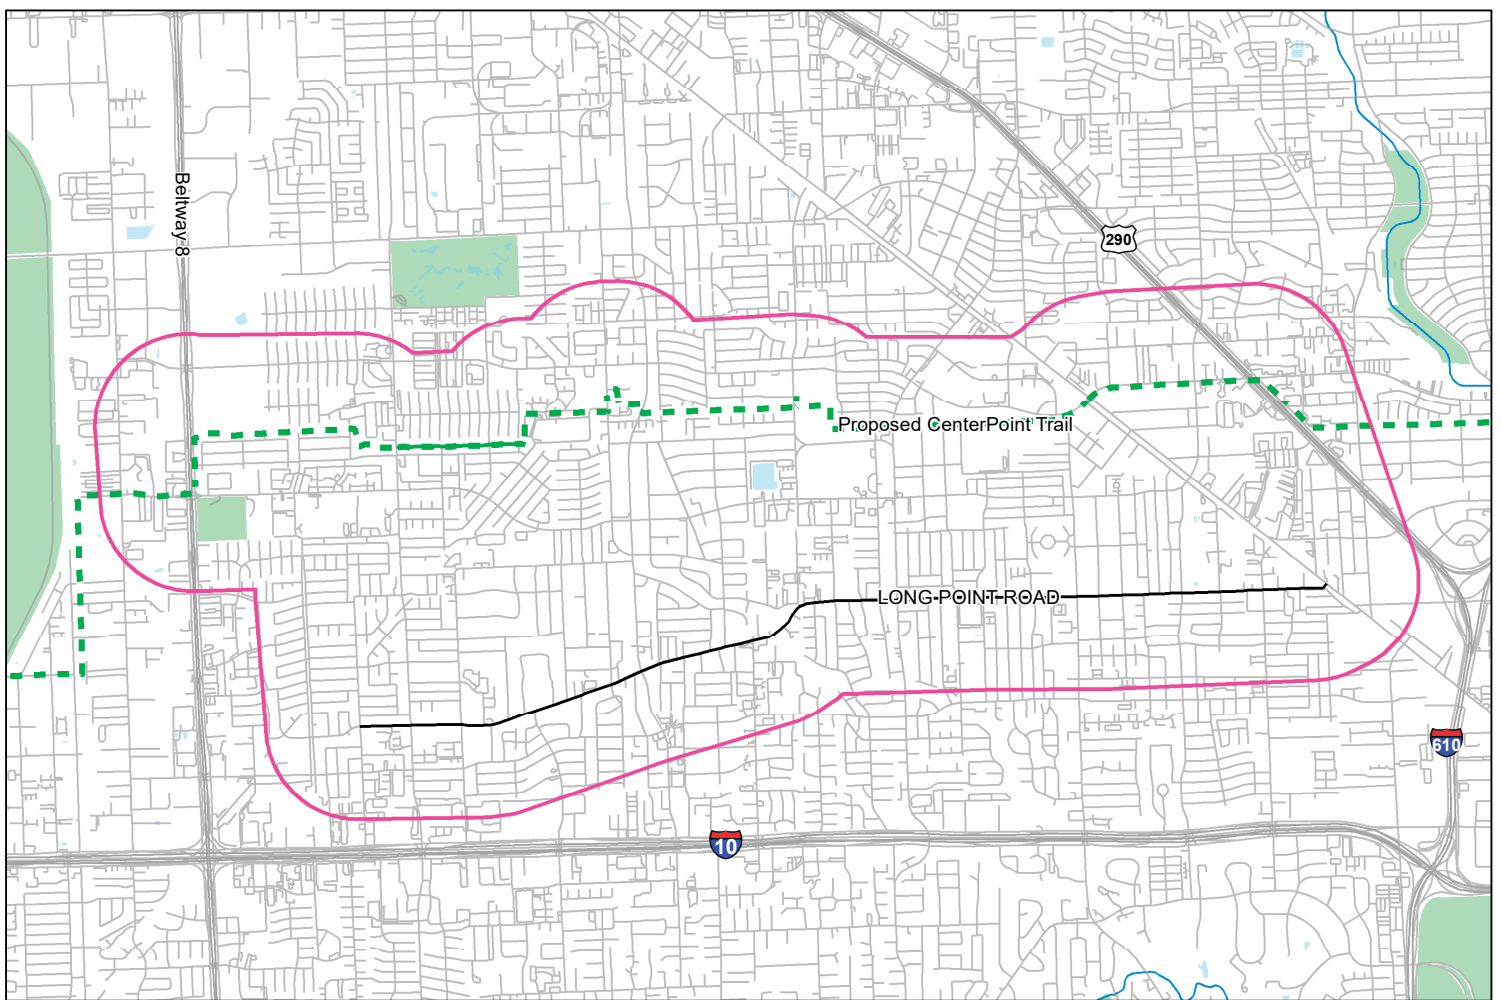 Beltway 8
290
Proposed CenterPoint Trail
LONG POINT ROAD
610
10